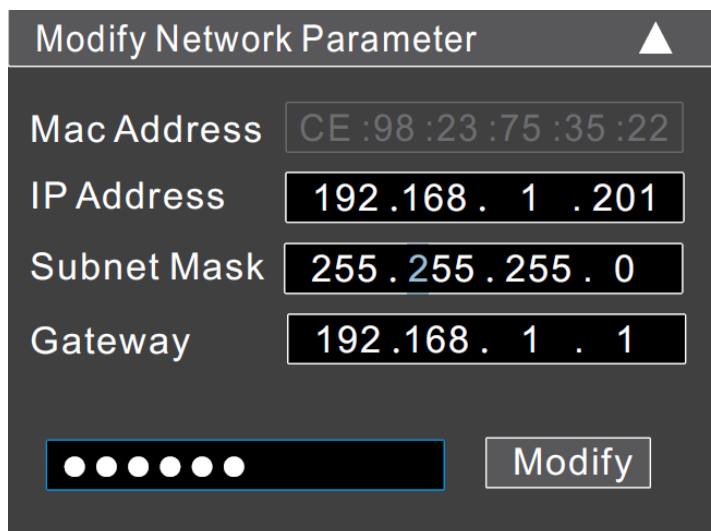 Modify Network Parameter
Mac Address CE :98 :23 :75 :35 :22
IP Address 192 .168 . 1 . 201
Subnet Mask 255 . 255 . 255 . 0
Gateway 192 .168 . 1 . 1
●●●●●● Modify